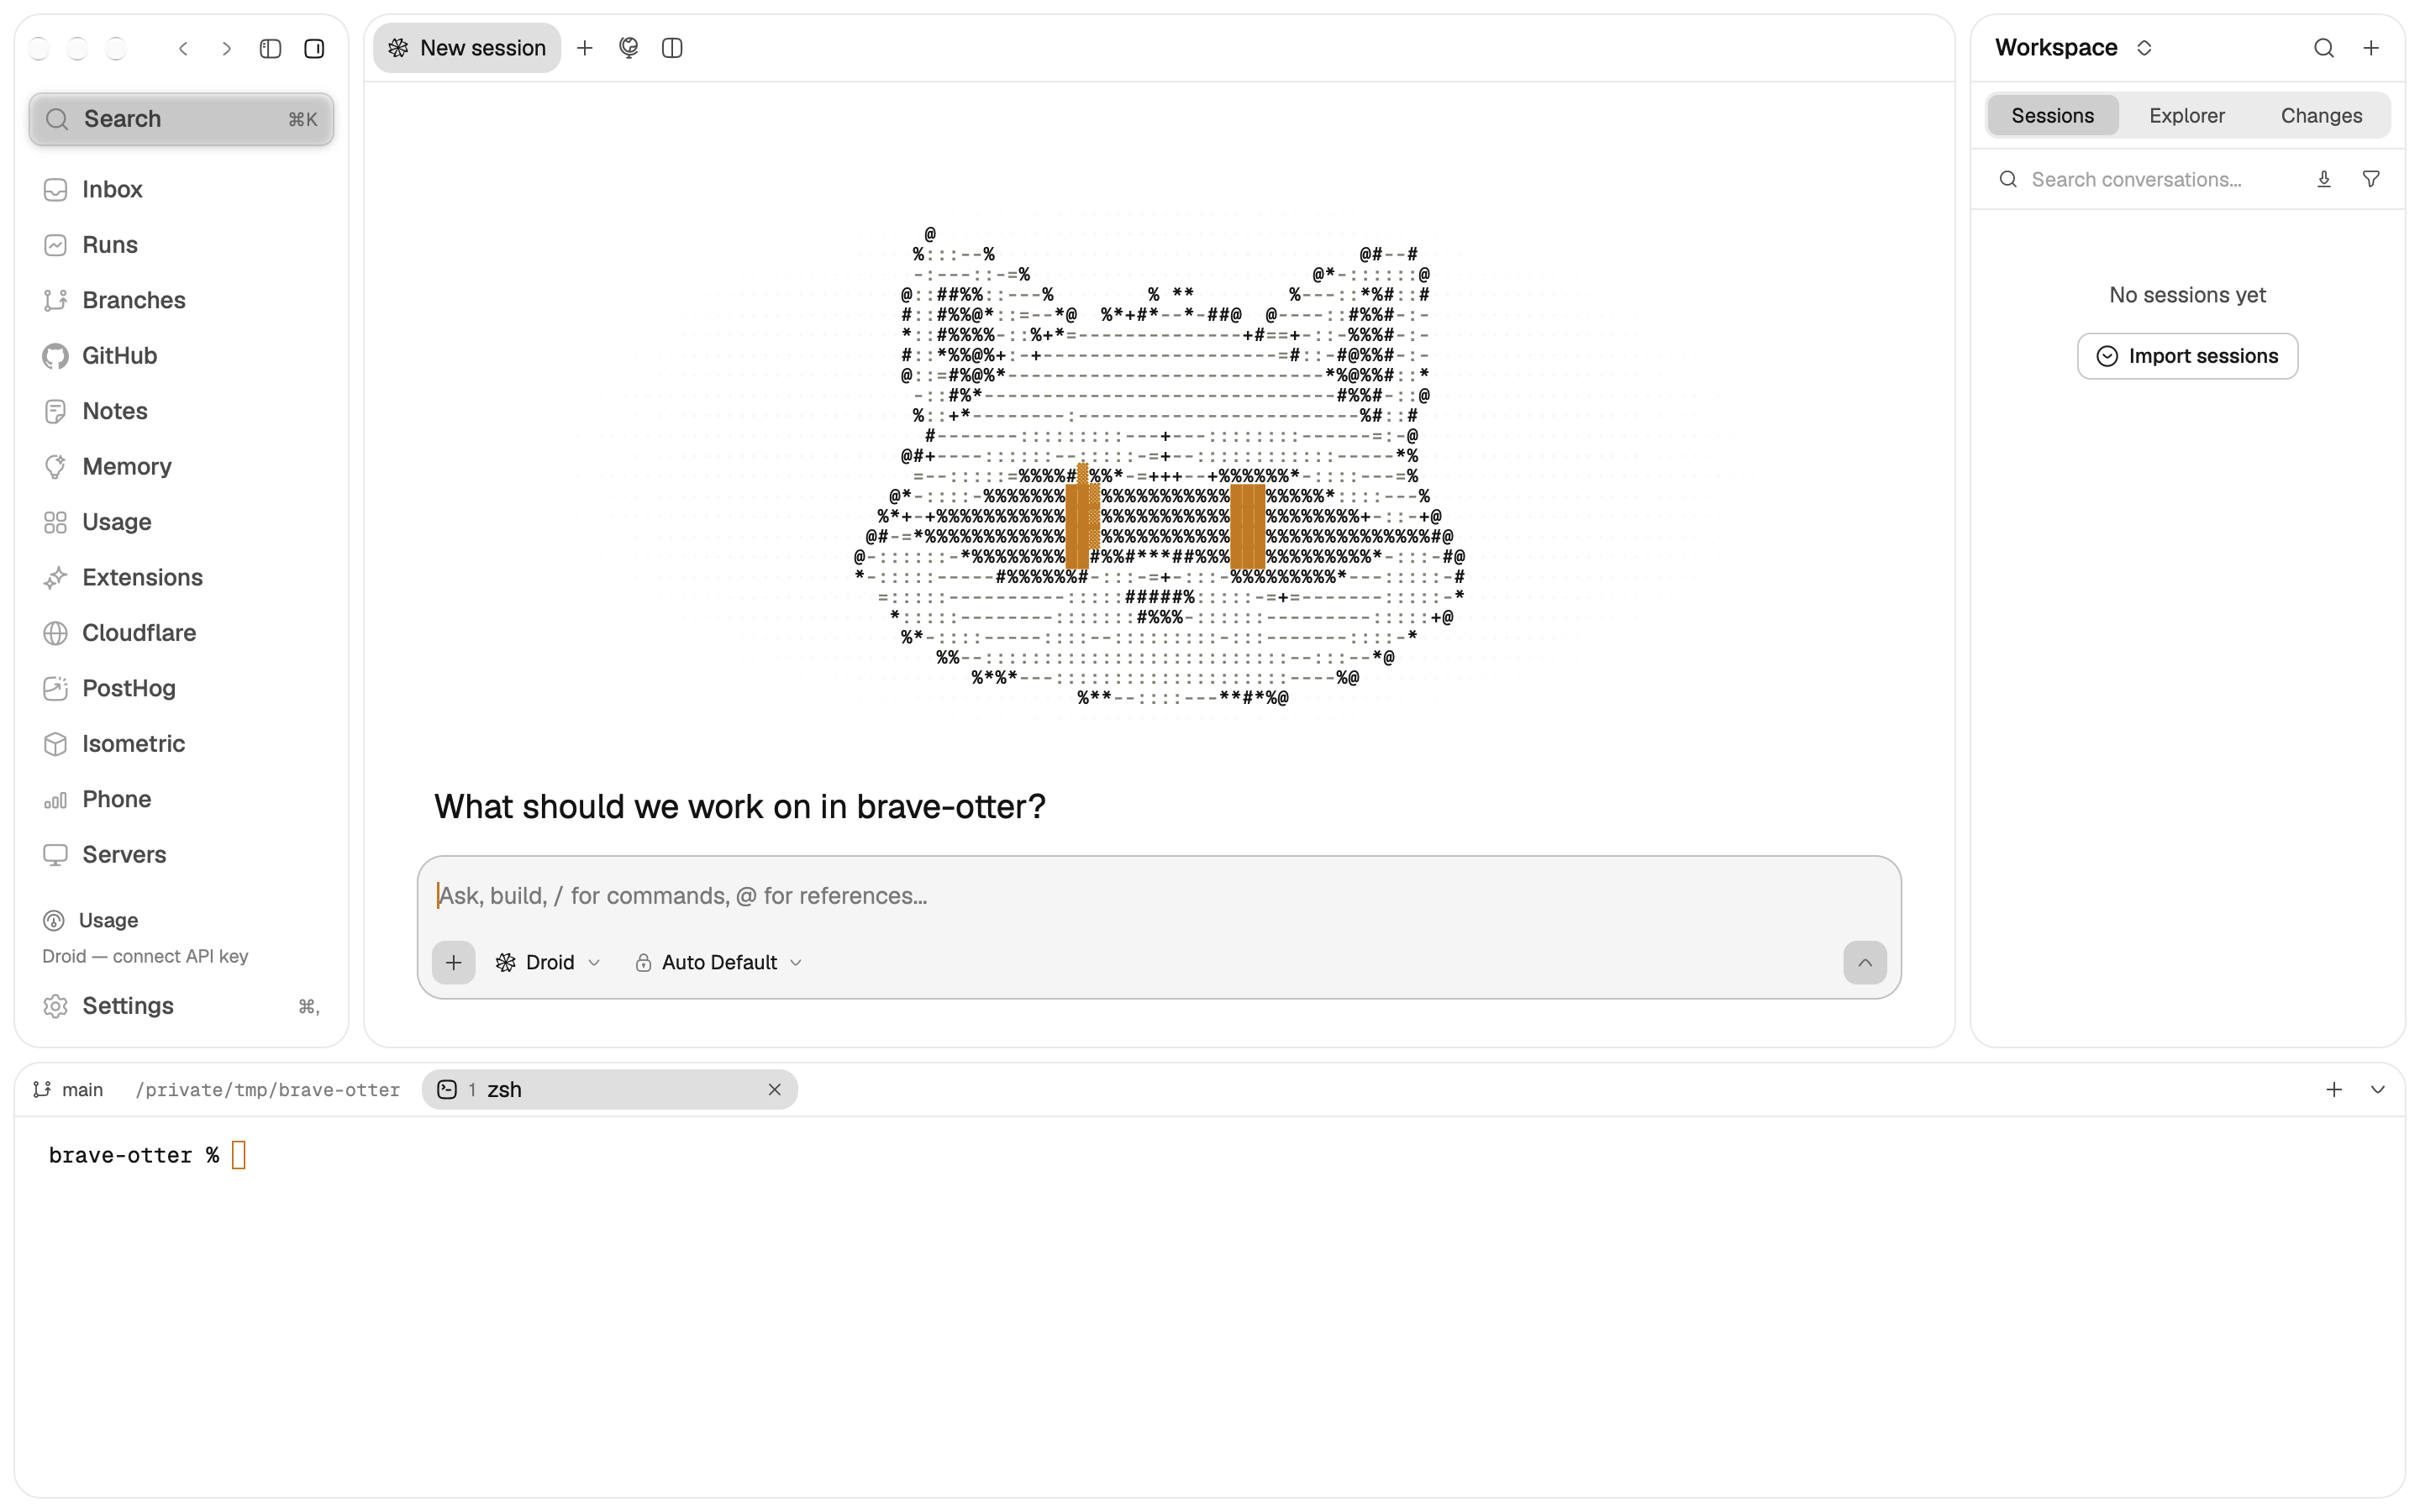 Search ⌘K
Inbox
Runs
Branches
GitHub
Notes
Memory
Usage
Extensions
Cloudflare
PostHog
Isometric
Phone
Servers
Usage
Droid — connect API key
Settings ⌘,
New session
What should we work on in brave-otter?
Ask, build, / for commands, @ for references...
Droid
Auto Default
Workspace
Sessions Explorer Changes
Search conversations...
No sessions yet
Import sessions
main /private/tmp/brave-otter 1 zsh
brave-otter %